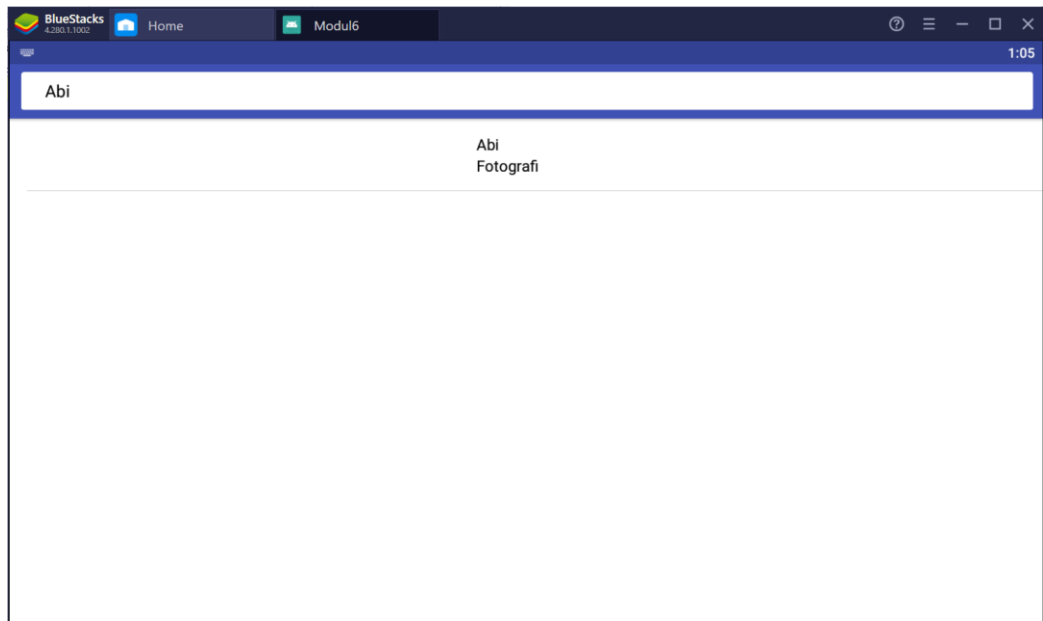 BlueStacks
4.280.1.1002
Home
Modul6
1:05
Abi
Abi
Fotografi